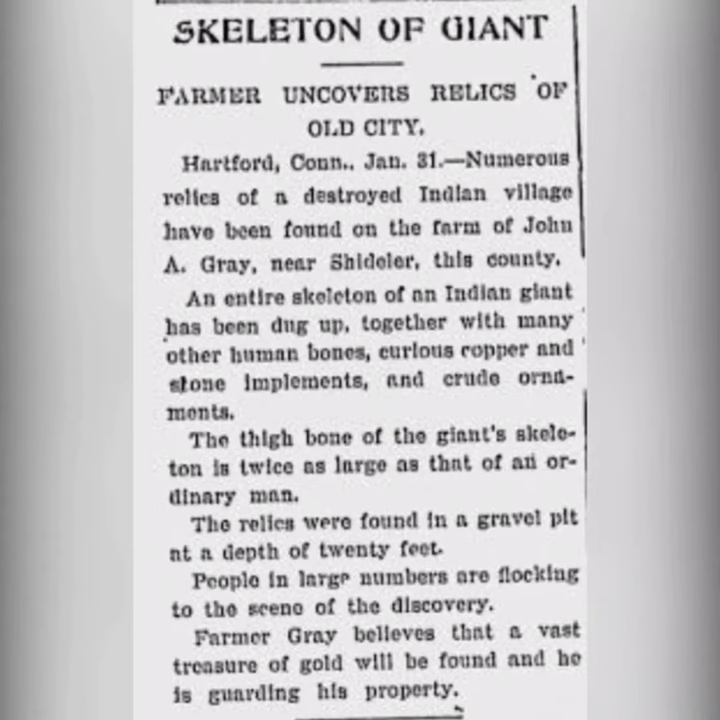 SKELETON OF GIANT
FARMER UNCOVERS RELICS OF
OLD CITY.
Hartford, Conn., Jan. 31.—Numerous
relics of a destroyed Indian village
have been found on the farm of John
A. Gray, near Shideler, this county.
An entire skeleton of an Indian giant
has been dug up, together with many
other human bones, curious copper and
stone implements, and crude orna-
ments.
The thigh bone of the giant's skele-
ton is twice as large as that of an or-
dinary man.
The relics were found in a gravel pit
at a depth of twenty feet.
People in large numbers are flocking
to the scene of the discovery.
Farmer Gray believes that a vast
treasure of gold will be found and he
is guarding his property.